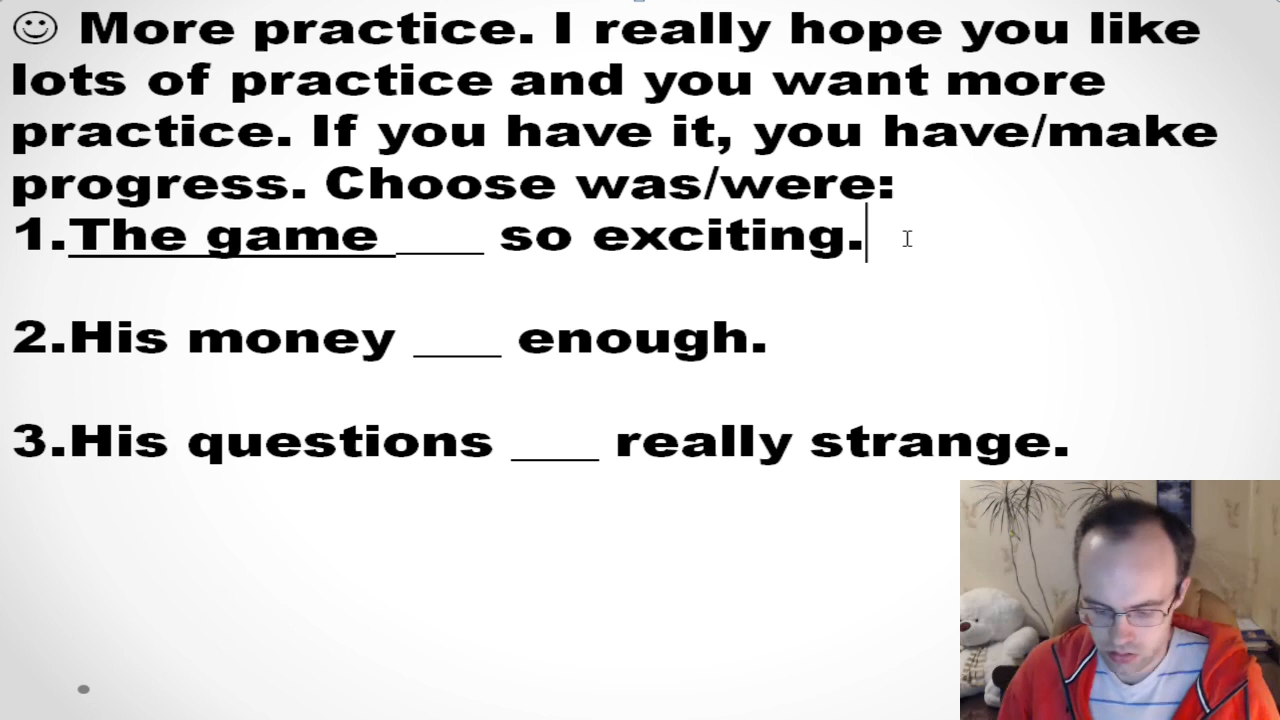 ☺ More practice. I really hope you like
lots of practice and you want more
practice. If you have it, you have/make
progress. Choose was/were:
1.The game ____ so exciting.
2.His money ____ enough.
3.His questions ____ really strange.